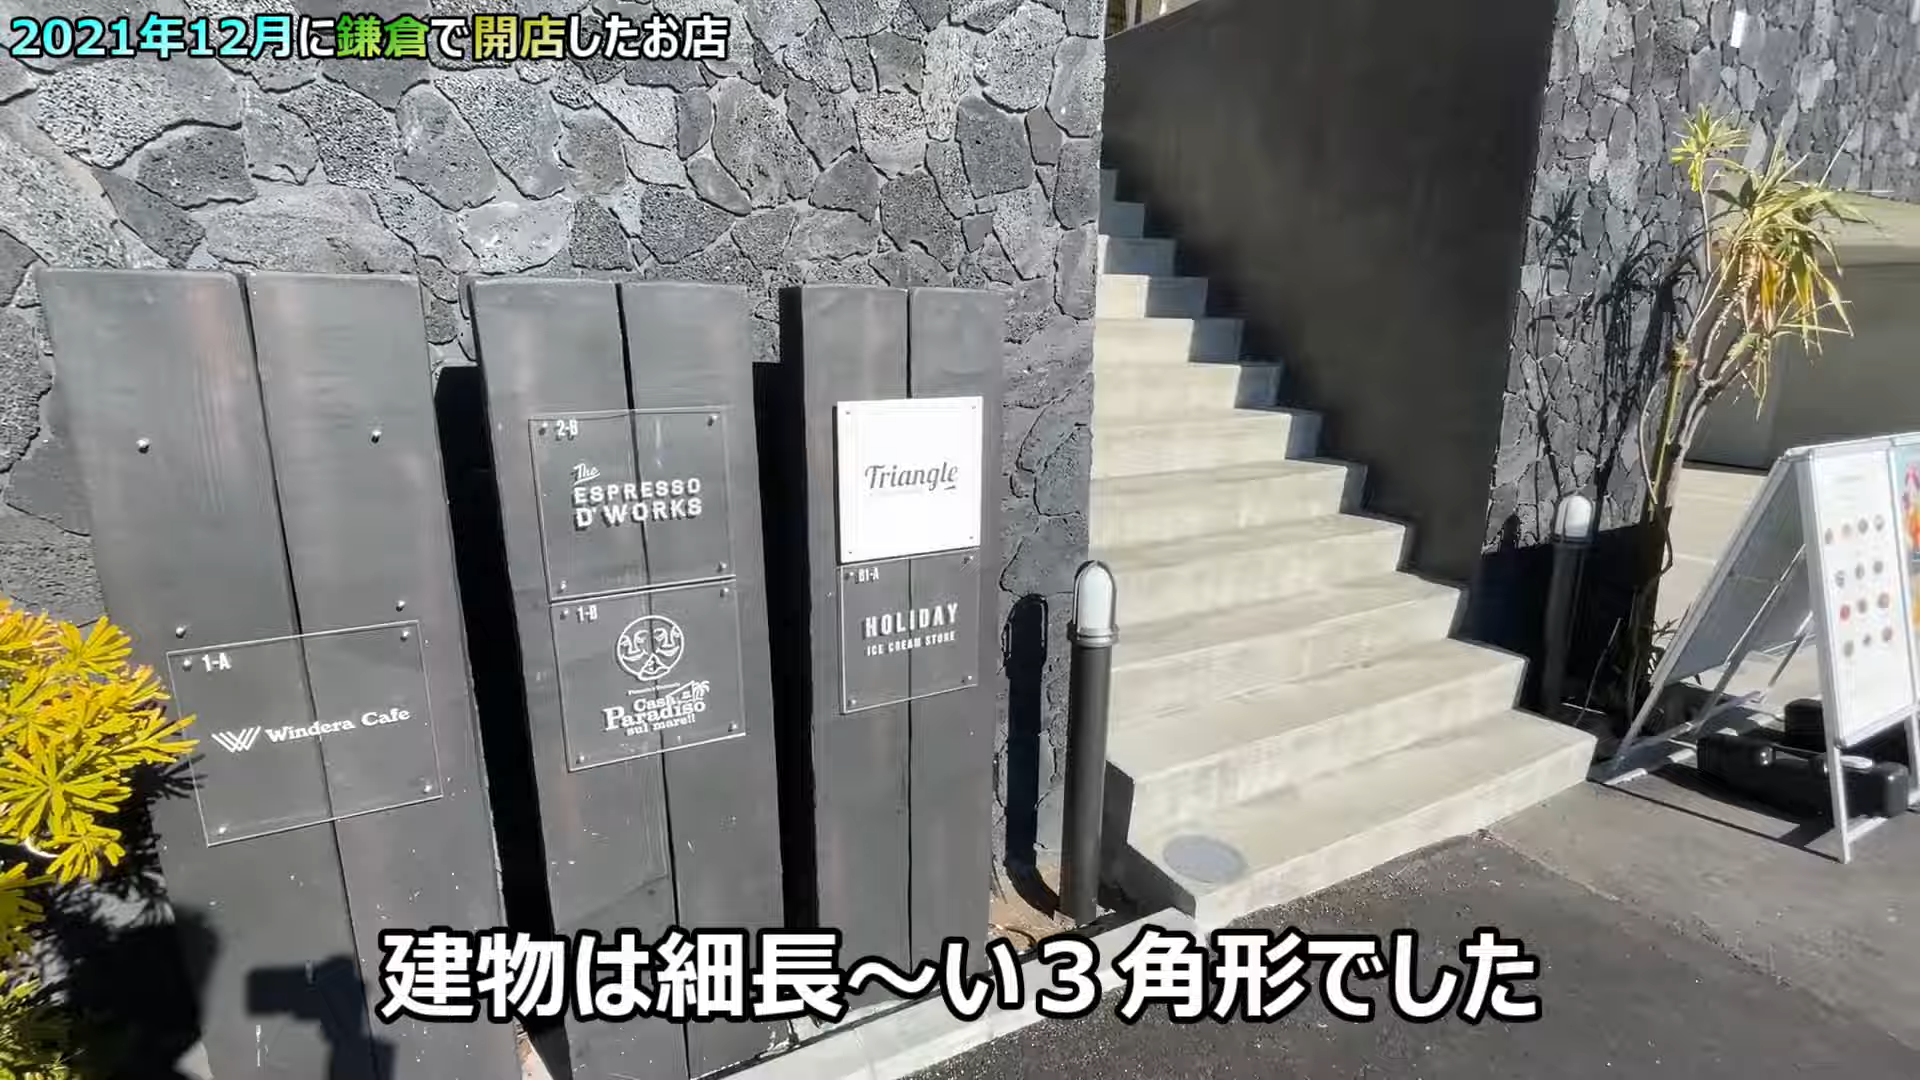 2021年12月に鎌倉で開店したお店
2-B
The
ESPRESSO
D'WORKS
Triangle
B1-A
HOLIDAY
ICE CREAM STORE
1-B
Casa
Paradiso
sul mare!!
1-A
Windera Cafe
建物は細長～い３角形でした